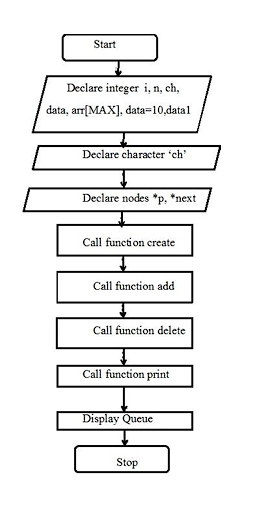 Start
Declare integer i, n, ch,
data, arr[MAX], data=10,data1
Declare character ‘ch’
Declare nodes *p, *next
Call function create
Call function add
Call function delete
Call function print
Display Queue
Stop